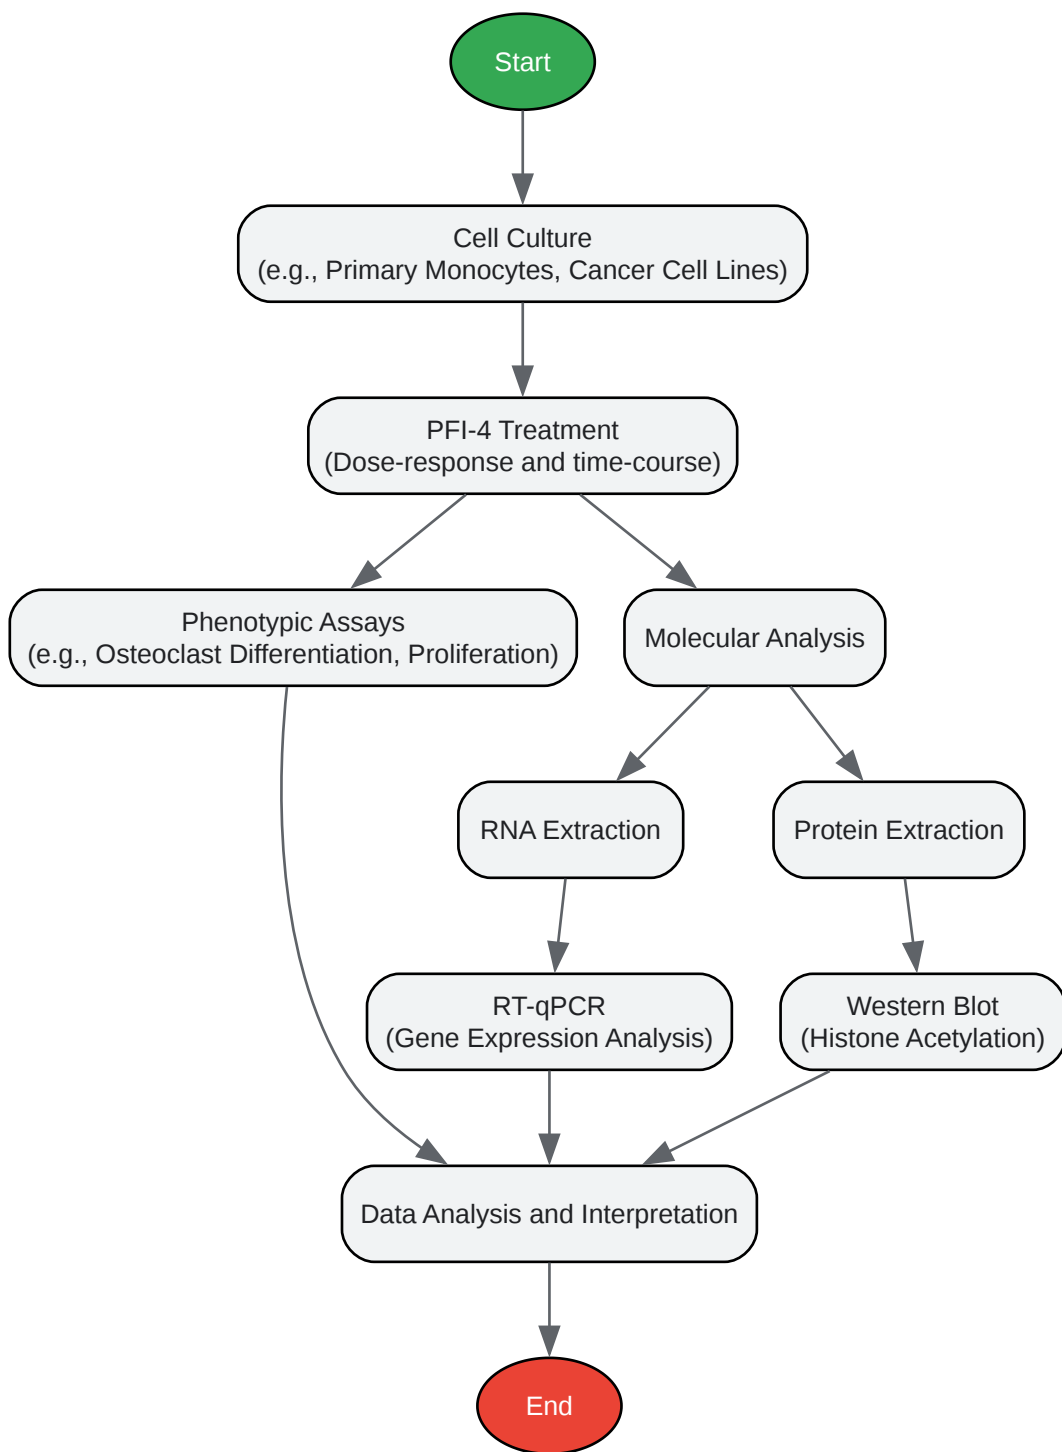 Start
Cell Culture
(e.g., Primary Monocytes, Cancer Cell Lines)
PFI-4 Treatment
(Dose-response and time-course)
Phenotypic Assays
(e.g., Osteoclast Differentiation, Proliferation)
Molecular Analysis
RNA Extraction
Protein Extraction
RT-qPCR
(Gene Expression Analysis)
Western Blot
(Histone Acetylation)
Data Analysis and Interpretation
End